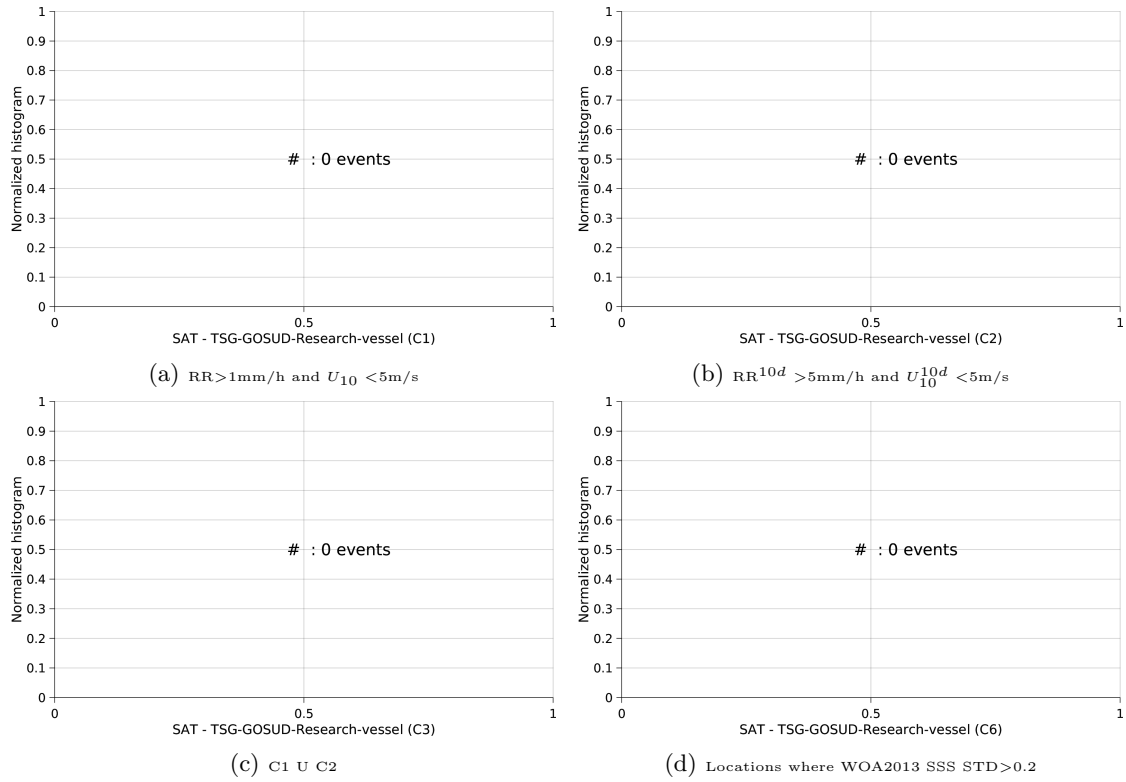 1
0.9
0.8
0.7
0.6
0.5
0.4
0.3
0.2
0.1
0
Normalized histogram
# : 0 events
0 0.5 1
SAT - TSG-GOSUD-Research-vessel (C1)
(a) RR>1mm/h and U10 <5m/s
1
0.9
0.8
0.7
0.6
0.5
0.4
0.3
0.2
0.1
0
Normalized histogram
# : 0 events
0 0.5 1
SAT - TSG-GOSUD-Research-vessel (C2)
(b) RR10d >5mm/h and U10d10 <5m/s
1
0.9
0.8
0.7
0.6
0.5
0.4
0.3
0.2
0.1
0
Normalized histogram
# : 0 events
0 0.5 1
SAT - TSG-GOSUD-Research-vessel (C3)
(c) C1 U C2
1
0.9
0.8
0.7
0.6
0.5
0.4
0.3
0.2
0.1
0
Normalized histogram
# : 0 events
0 0.5 1
SAT - TSG-GOSUD-Research-vessel (C6)
(d) Locations where WOA2013 SSS STD>0.2